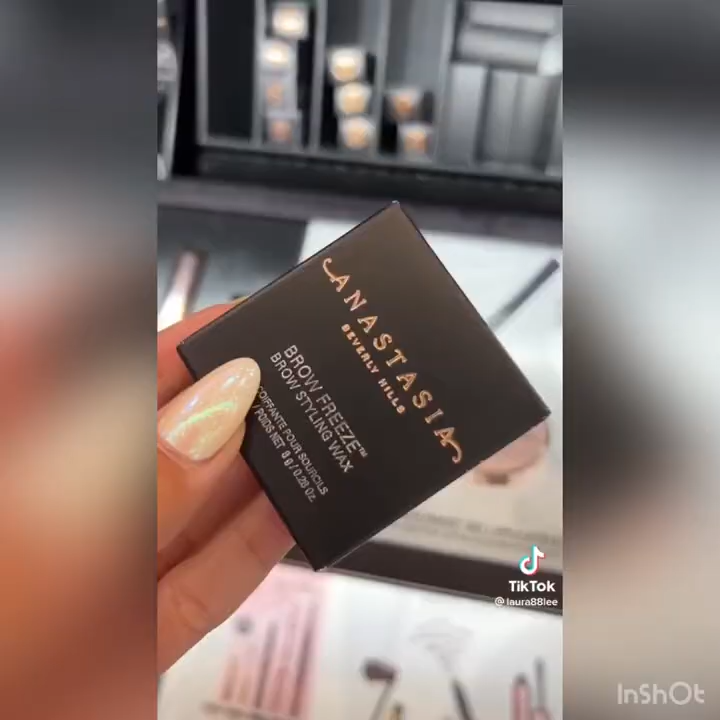 ANASTASIA
BEVERLY HILLS
BROW FREEZE™
BROW STYLING WAX
COIFFANTE POUR SOURCILS
/ POIDS NET 8 g / 0.28 Oz.
TikTok
@laura88lee
InShOt